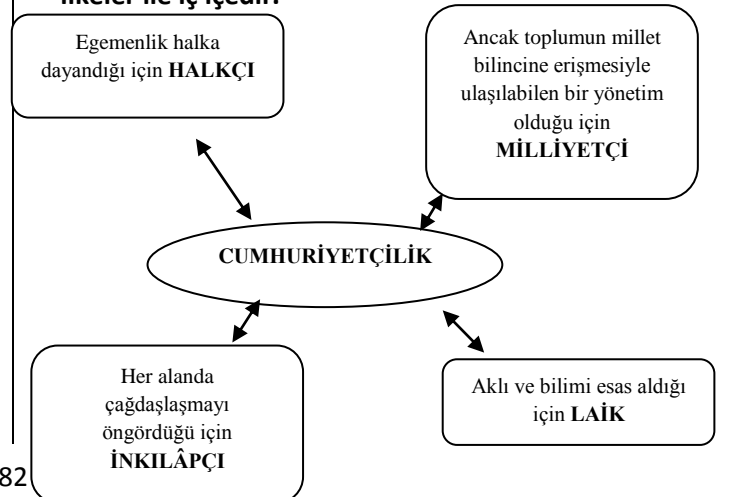 ilkeler ile iç içedir.
Egemenlik halka
dayandığı için HALKÇI
Ancak toplumun millet
bilincine erişmesiyle
ulaşılabilen bir yönetim
olduğu için
MİLLİYETÇİ
CUMHURİYETÇİLİK
Her alanda
çağdaşlaşmayı
öngördüğü için
İNKILÂPÇI
Aklı ve bilimi esas aldığı
için LAİK
82